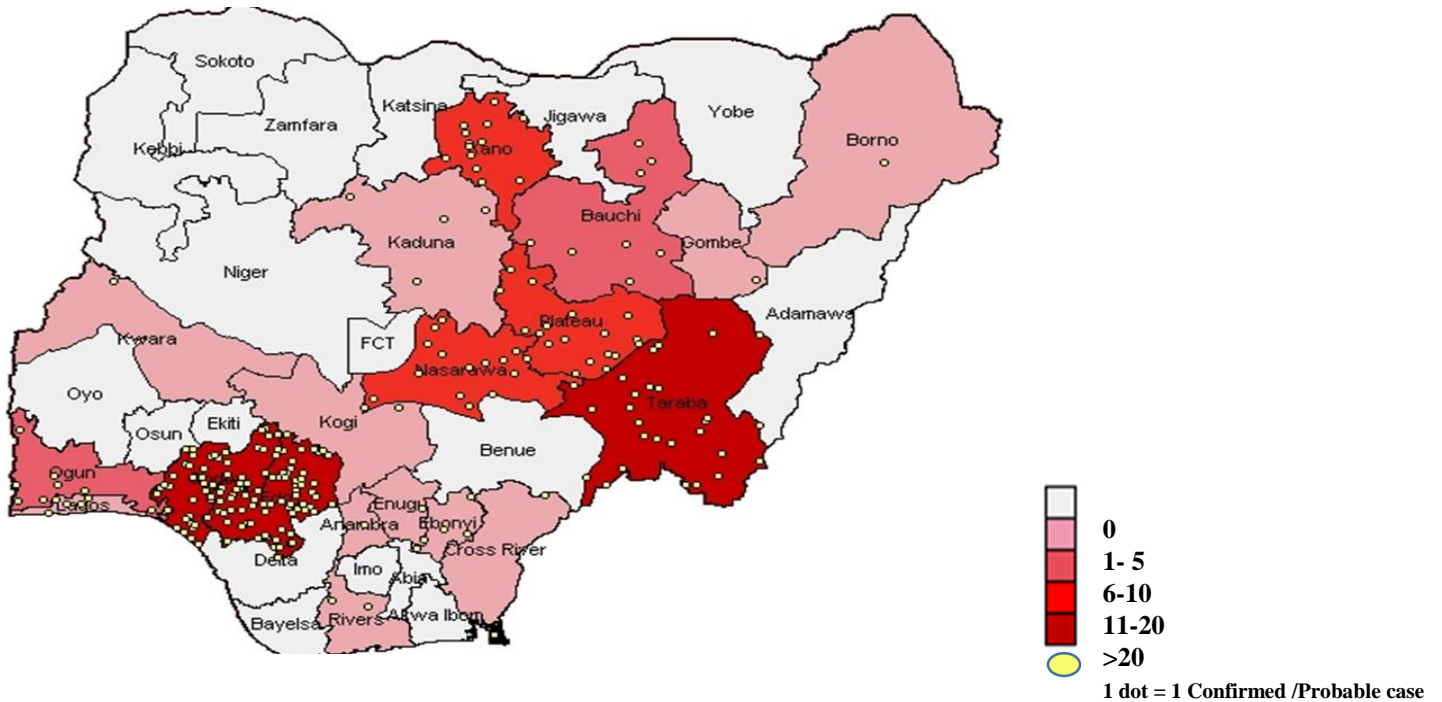 Sokoto
Katsina
Jigawa
Yobe
Zamfara
Borno
Kebbi
Kano
Bauchi
Kaduna
Gombe
Niger
Adamawa
Plateau
Kwara
FCT
Nasarawa
Oyo
Taraba
Kogi
Ekiti
Osun
Benue
Ogun
Edo
Lagos
Enugu
Anambra
Ebonyi
Cross River
Delta
Imo
Abia
Akwa Ibom
Rivers
Bayelsa
0
1- 5
6-10
11-20
>20
1 dot = 1 Confirmed /Probable case